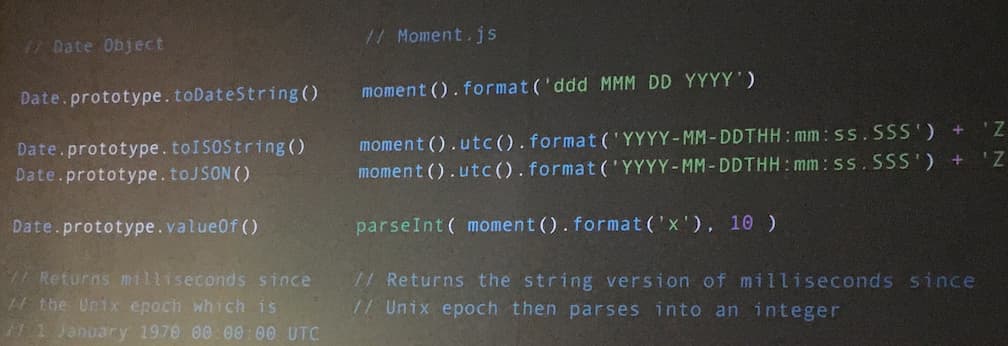 // Date Object // Moment.js
Date.prototype.toDateString() moment().format('ddd MMM DD YYYY')
Date.prototype.toISOString() moment().utc().format('YYYY-MM-DDTHH:mm:ss.SSS') + 'Z
Date.prototype.toJSON() moment().utc().format('YYYY-MM-DDTHH:mm:ss.SSS') + 'Z
Date.prototype.valueOf() parseInt( moment().format('x'), 10 )
// Returns milliseconds since // Returns the string version of milliseconds since
// the Unix epoch which is // Unix epoch then parses into an integer
// 1 January 1970 00:00:00 UTC